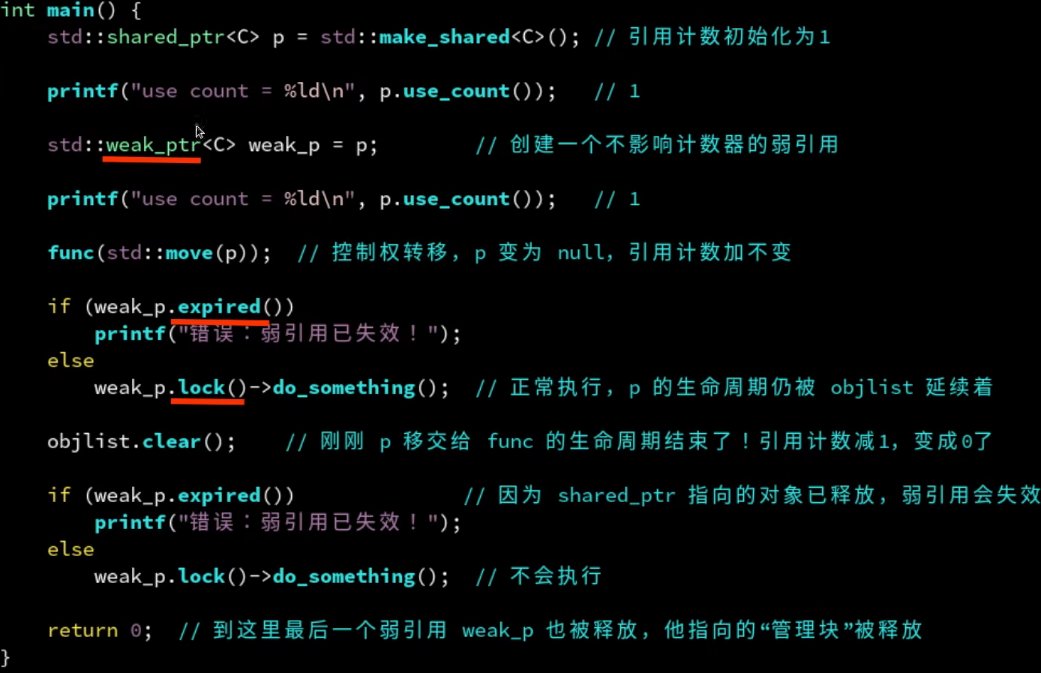 int main() {
    std::shared_ptr<C> p = std::make_shared<C>(); // 引用计数初始化为1
    printf("use count = %ld\n", p.use_count());   // 1
    std::weak_ptr<C> weak_p = p;        // 创建一个不影响计数器的弱引用
    printf("use count = %ld\n", p.use_count());   // 1
    func(std::move(p));  // 控制权转移，p 变为 null，引用计数加不变
    if (weak_p.expired())
        printf("错误：弱引用已失效！");
    else
        weak_p.lock()->do_something();  // 正常执行，p 的生命周期仍被 objlist 延续着
    objlist.clear();    // 刚刚 p 移交给 func 的生命周期结束了！引用计数减1，变成0了
    if (weak_p.expired())              // 因为 shared_ptr 指向的对象已释放，弱引用会失效
        printf("错误：弱引用已失效！");
    else
        weak_p.lock()->do_something();  // 不会执行
    return 0;  // 到这里最后一个弱引用 weak_p 也被释放，他指向的“管理块”被释放
}